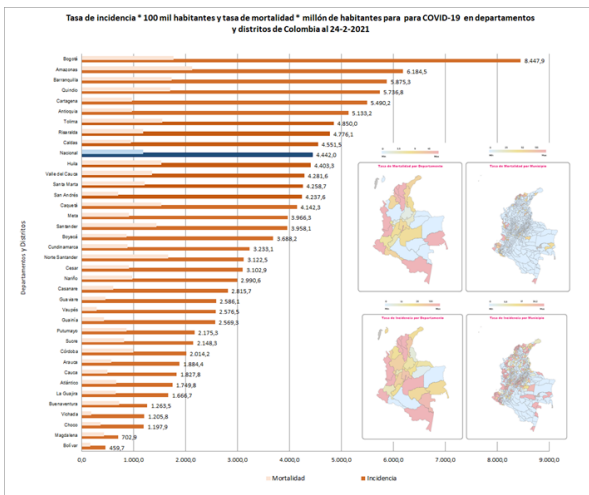 Tasa de incidencia * 100 mil habitantes y tasa de mortalidad * millón de habitantes para para COVID-19 en departamentos
y distritos de Colombia al 24-2-2021
Departamentos y Distritos
Bogotá 8.447,9
Amazonas 6.184,5
Barranquilla 5.875,3
Quindío 5.736,8
Cartagena 5.490,2
Antioquia 5.133,2
Tolima 4.850,0
Risaralda 4.776,1
Caldas 4.551,5
Nacional 4.442,0
Huila 4.403,3
Valle del Cauca 4.281,6
Santa Marta 4.258,7
San Andrés 4.237,6
Caquetá 4.142,3
Meta 3.966,3
Santander 3.958,1
Boyacá 3.688,2
Cundinamarca 3.233,1
Norte Santander 3.122,5
Cesar 3.102,9
Nariño 2.990,6
Casanare 2.815,7
Guaviare 2.586,1
Vaupés 2.576,5
Guainía 2.569,3
Putumayo 2.175,3
Sucre 2.148,3
Córdoba 2.014,2
Arauca 1.884,4
Cauca 1.827,8
Atlántico 1.749,8
La Guajira 1.666,7
Buenaventura 1.263,5
Vichada 1.205,8
Choco 1.197,9
Magdalena 702,9
Bolívar 459,7
0,0 1.000,0 2.000,0 3.000,0 4.000,0 5.000,0 6.000,0 7.000,0 8.000,0 9.000,0
Mortalidad Incidencia
Tasa de Mortalidad por Departamento
Tasa de Mortalidad por Municipio
Tasa de Incidencia por Departamento
Tasa de Incidencia por Municipio